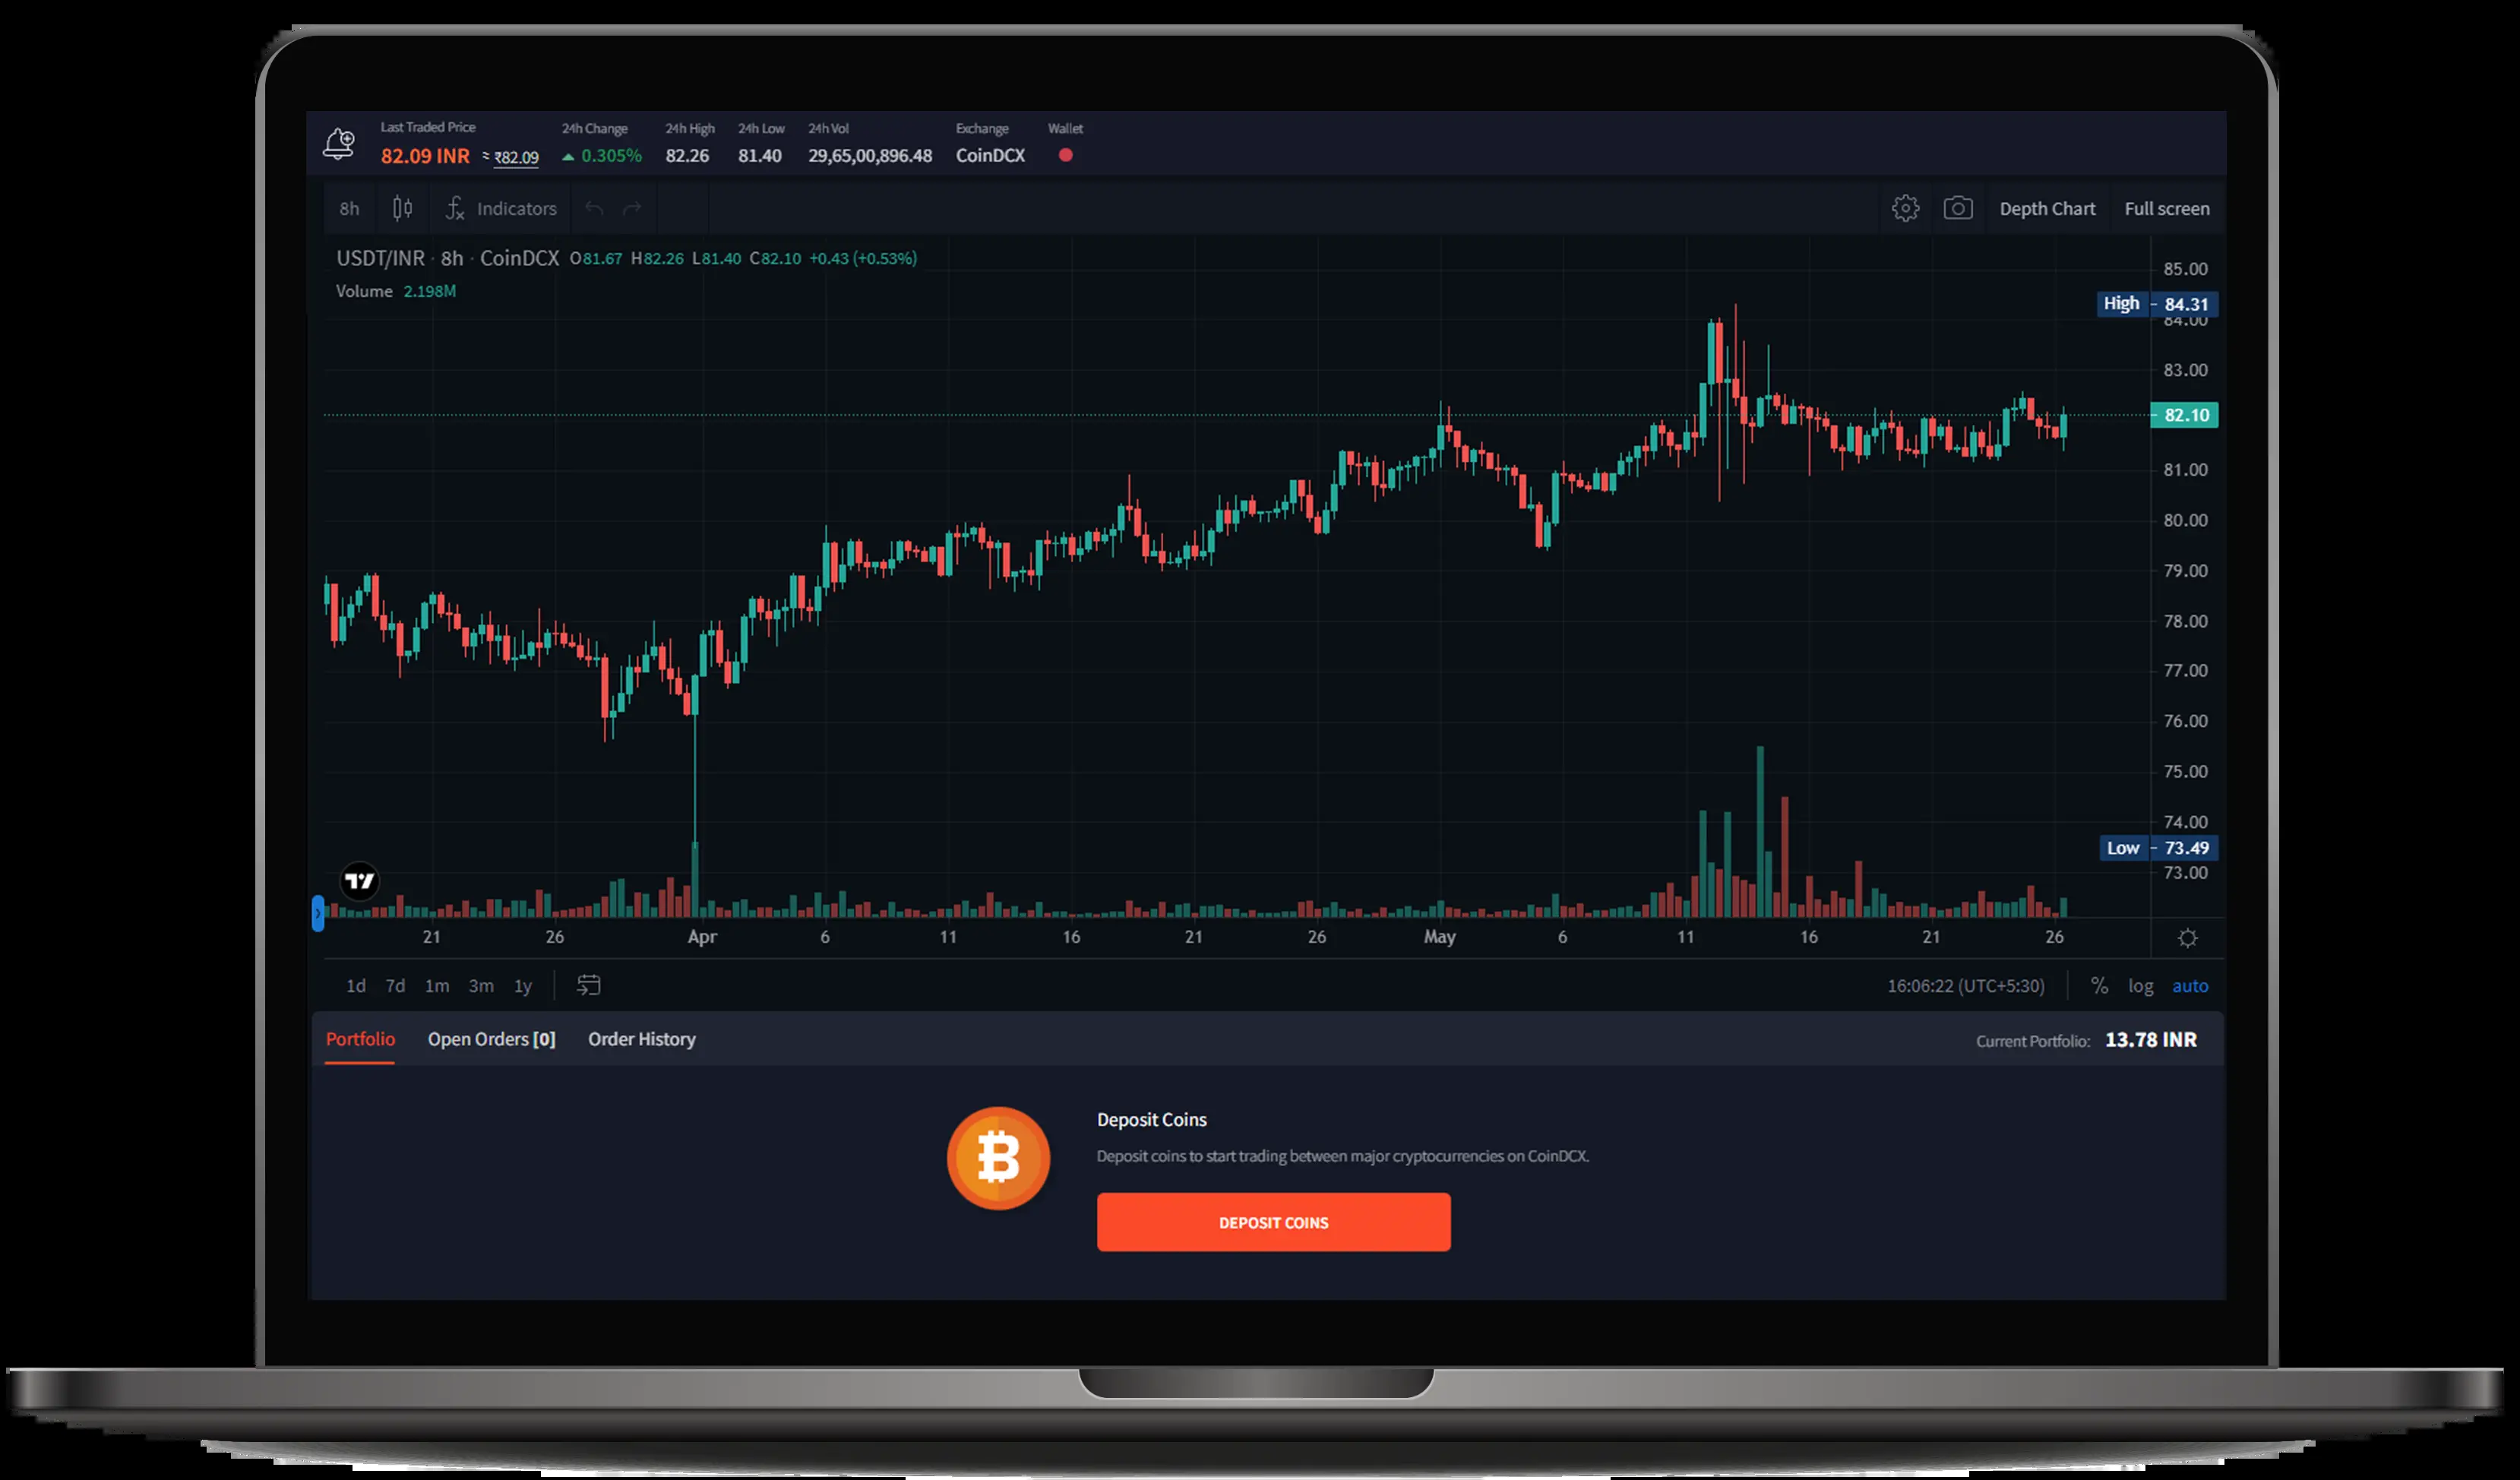 Last Traded Price 24h Change 24h High 24h Low 24h Vol Exchange Wallet
82.09 INR ≈ ₹82.09 0.305% 82.26 81.40 29,65,00,896.48 CoinDCX
8h fx Indicators Depth Chart Full screen
USDT/INR · 8h · CoinDCX O81.67 H82.26 L81.40 C82.10 +0.43 (+0.53%)
Volume 2.198M
85.00
High 84.31
84.00
83.00
82.10
81.00
80.00
79.00
78.00
77.00
76.00
75.00
74.00
Low 73.49
73.00
21 26 Apr 6 11 16 21 26 May 6 11 16 21 26
1d 7d 1m 3m 1y 16:06:22 (UTC+5:30) % log auto
Portfolio Open Orders [0] Order History Current Portfolio: 13.78 INR
Deposit Coins
Deposit coins to start trading between major cryptocurrencies on CoinDCX.
DEPOSIT COINS